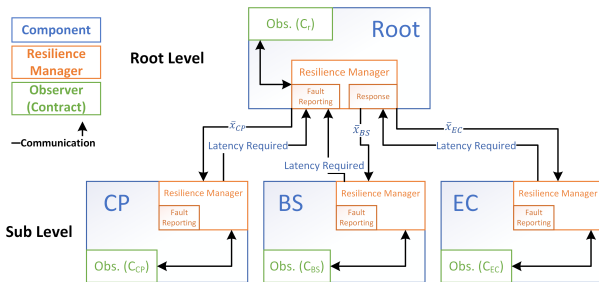 Component
Resilience
Manager
Observer
(Contract)
Communication
Root Level
Obs. (Cᵣ)
Root
Resilience Manager
Fault
Reporting
Response
x̄CP
x̄BS
x̄EC
Latency Required
Latency Required
Latency Required
Sub Level
CP
Resilience Manager
Fault
Reporting
Obs. (CCP)
BS
Resilience Manager
Fault
Reporting
Obs. (CBS)
EC
Resilience Manager
Fault
Reporting
Obs. (CEC)